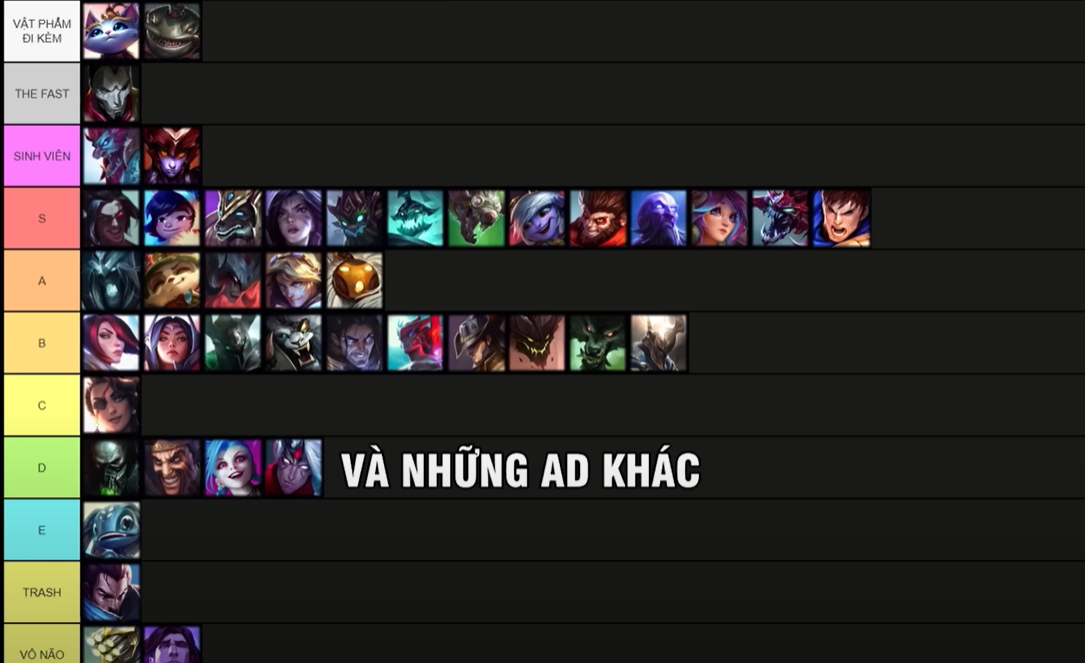 VẬT PHẨM
ĐI KÈM
THE FAST
SINH VIÊN
S
A
B
C
D
VÀ NHỮNG AD KHÁC
E
TRASH
VÔ NÃO